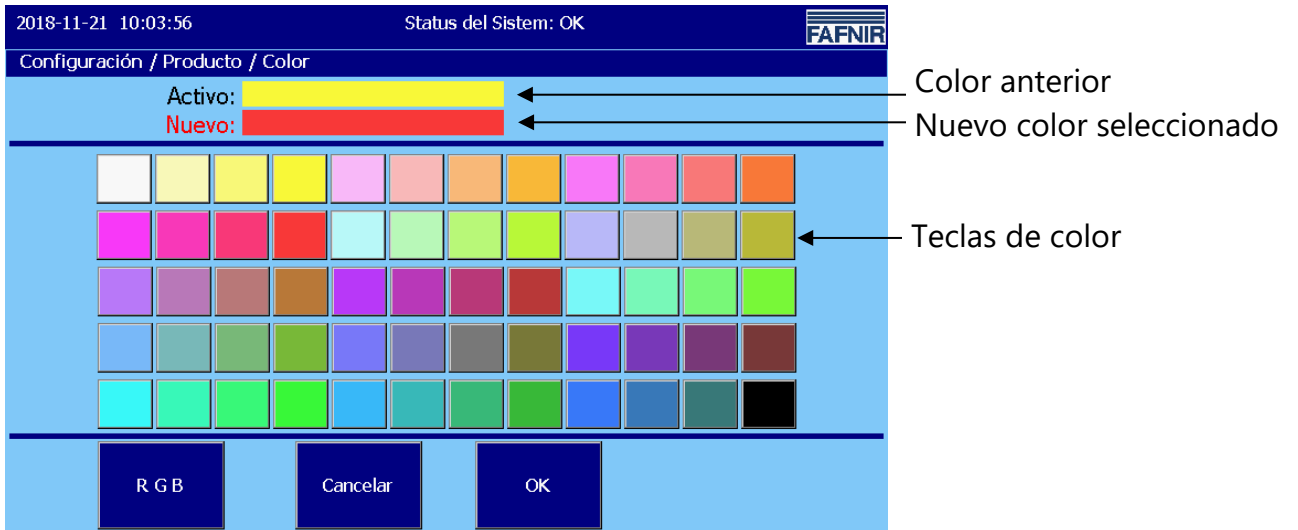 2018-11-21 10:03:56 Status del Sistem: OK FAFNIR
Configuración / Producto / Color
Activo:
Color anterior
Nuevo:
Nuevo color seleccionado
Teclas de color
R G B Cancelar OK